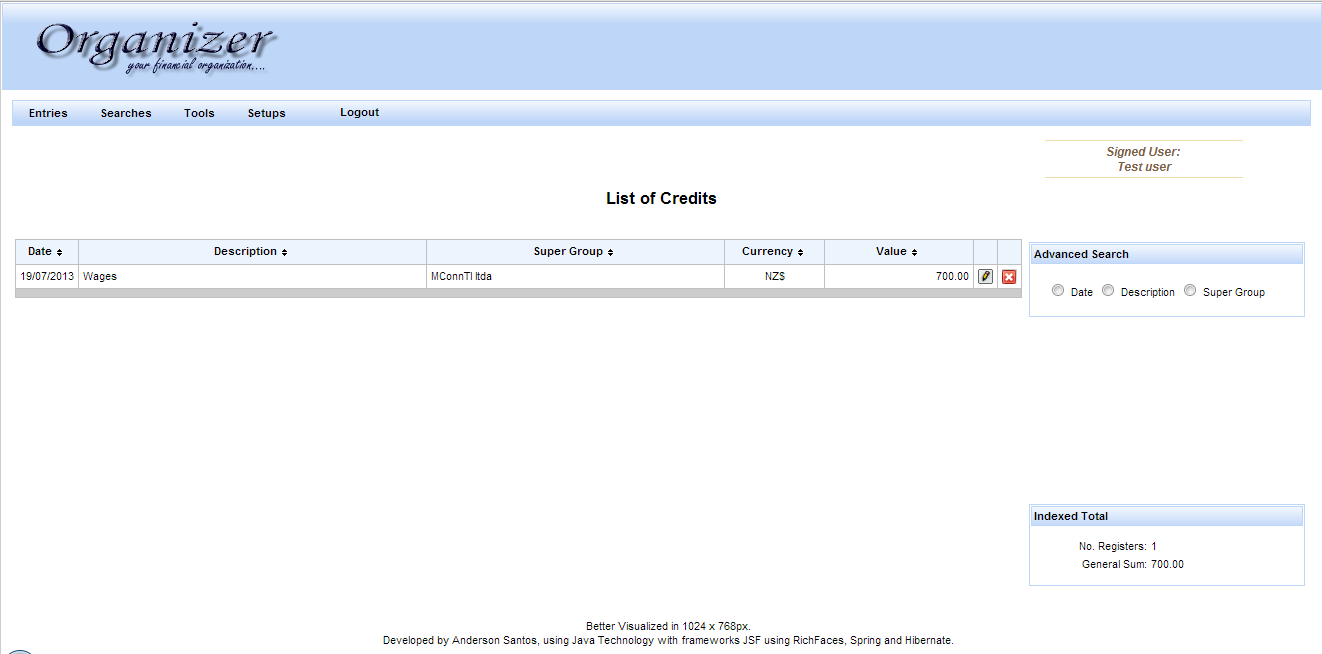 Organizer
your financial organization....
Entries Searches Tools Setups Logout
Signed User:
Test user
List of Credits
Date Description Super Group Currency Value
19/07/2013 Wages MConnTI ltda NZ$ 700.00
Advanced Search
Date Description Super Group
Indexed Total
No. Registers: 1
General Sum: 700.00
Better Visualized in 1024 x 768px.
Developed by Anderson Santos, using Java Technology with frameworks JSF using RichFaces, Spring and Hibernate.